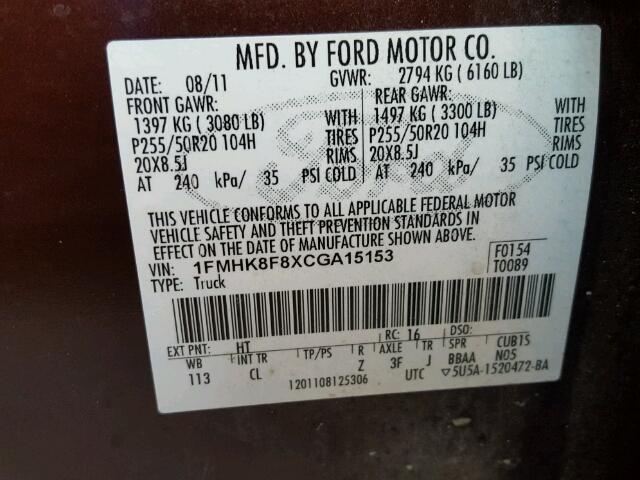 MFD. BY FORD MOTOR CO.
DATE: 08/11 GVWR: 2794 KG ( 6160 LB)
FRONT GAWR: REAR GAWR:
1397 KG ( 3080 LB) WITH 1497 KG ( 3300 LB) WITH
P255/50R20 104H TIRES P255/50R20 104H TIRES
20X8.5J RIMS 20X8.5J RIMS
AT 240 kPa/ 35 PSI COLD AT 240 kPa/ 35 PSI COLD
THIS VEHICLE CONFORMS TO ALL APPLICABLE FEDERAL MOTOR
VEHICLE SAFETY AND THEFT PREVENTION STANDARDS IN
EFFECT ON THE DATE OF MANUFACTURE SHOWN ABOVE.
VIN: 1FMHK8F8XCGA15153 F0154
TYPE: Truck T0089
EXT PNT: HT RC: 16 DSO:
WB INT TR TP/PS R AXLE TR SPR CUB1S
113 CL Z 3F J BBAA N05
1201108125306 UTC ▽5U5A-1520472-BA
Ford